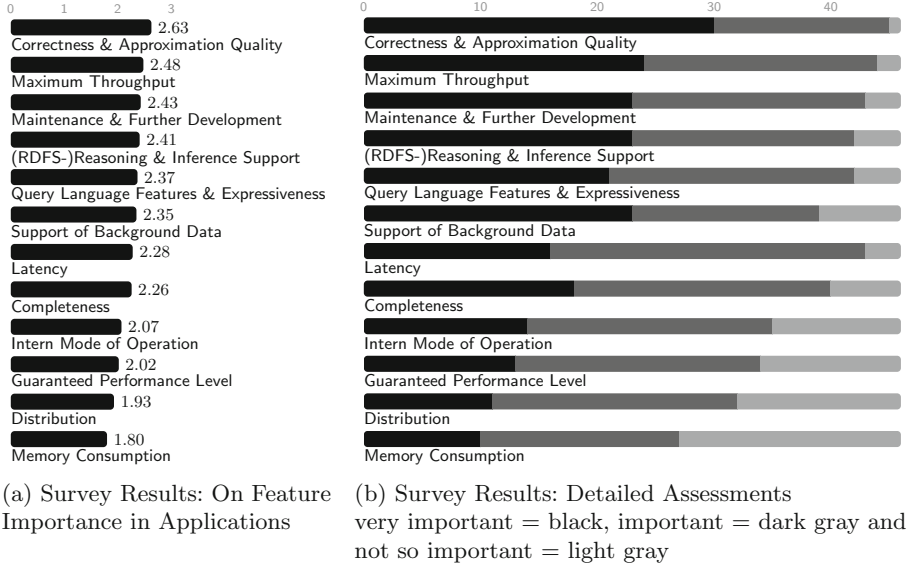 0 1 2 3
2.63
Correctness & Approximation Quality
2.48
Maximum Throughput
2.43
Maintenance & Further Development
2.41
(RDFS-)Reasoning & Inference Support
2.37
Query Language Features & Expressiveness
2.35
Support of Background Data
2.28
Latency
2.26
Completeness
2.07
Intern Mode of Operation
2.02
Guaranteed Performance Level
1.93
Distribution
1.80
Memory Consumption
(a) Survey Results: On Feature
Importance in Applications
0 10 20 30 40
Correctness & Approximation Quality
Maximum Throughput
Maintenance & Further Development
(RDFS-)Reasoning & Inference Support
Query Language Features & Expressiveness
Support of Background Data
Latency
Completeness
Intern Mode of Operation
Guaranteed Performance Level
Distribution
Memory Consumption
(b) Survey Results: Detailed Assessments
very important = black, important = dark gray and
not so important = light gray